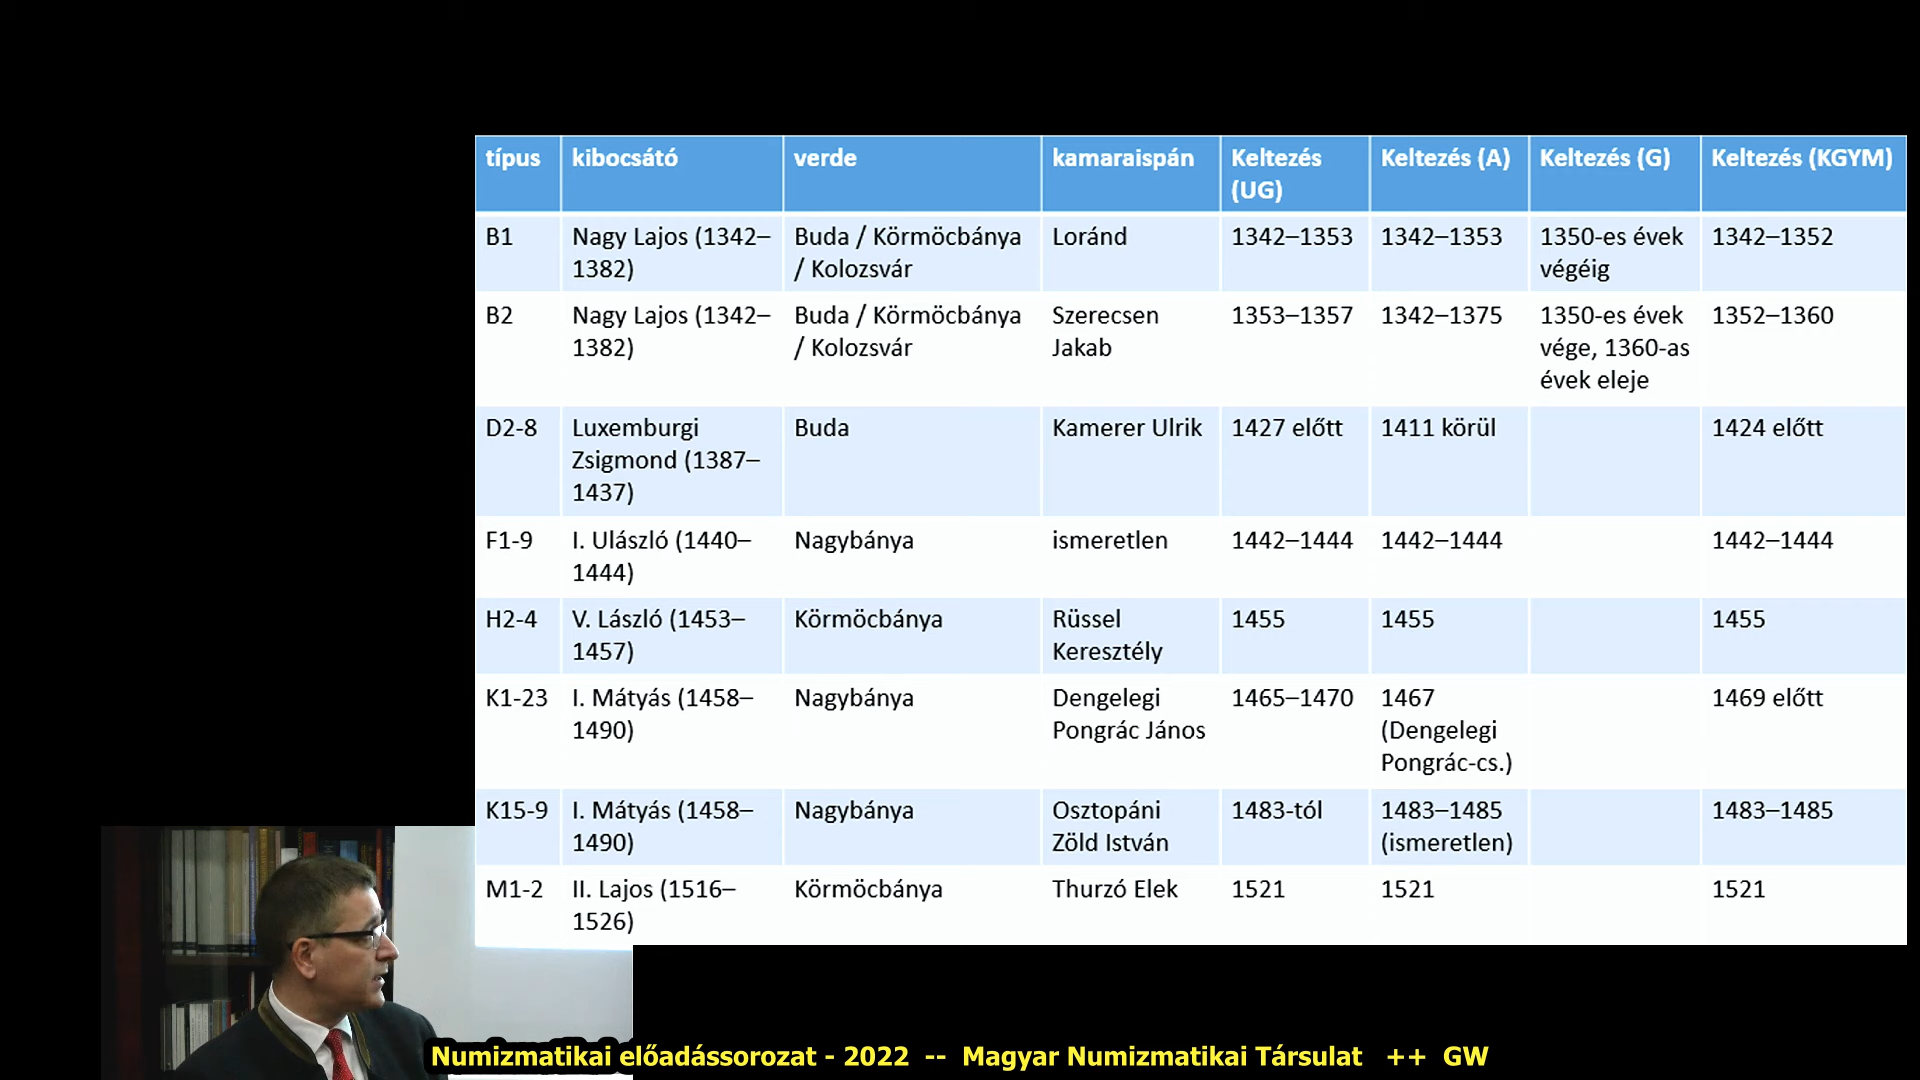 típus kibocsátó verde kamaraispán Keltezés (UG) Keltezés (A) Keltezés (G) Keltezés (KGYM)
B1 Nagy Lajos (1342–1382) Buda / Körmöcbánya / Kolozsvár Loránd 1342–1353 1342–1353 1350-es évek végéig 1342–1352
B2 Nagy Lajos (1342–1382) Buda / Körmöcbánya / Kolozsvár Szerecsen Jakab 1353–1357 1342–1375 1350-es évek vége, 1360-as évek eleje 1352–1360
D2-8 Luxemburgi Zsigmond (1387–1437) Buda Kamerer Ulrik 1427 előtt 1411 körül 1424 előtt
F1-9 I. Ulászló (1440–1444) Nagybánya ismeretlen 1442–1444 1442–1444 1442–1444
H2-4 V. László (1453–1457) Körmöcbánya Rüssel Keresztély 1455 1455 1455
K1-23 I. Mátyás (1458–1490) Nagybánya Dengelegi Pongrác János 1465–1470 1467 (Dengelegi Pongrác-cs.) 1469 előtt
K15-9 I. Mátyás (1458–1490) Nagybánya Osztopáni Zöld István 1483-tól 1483–1485 (ismeretlen) 1483–1485
M1-2 II. Lajos (1516–1526) Körmöcbánya Thurzó Elek 1521 1521 1521
Numizmatikai előadássorozat - 2022 -- Magyar Numizmatikai Társulat ++ GW